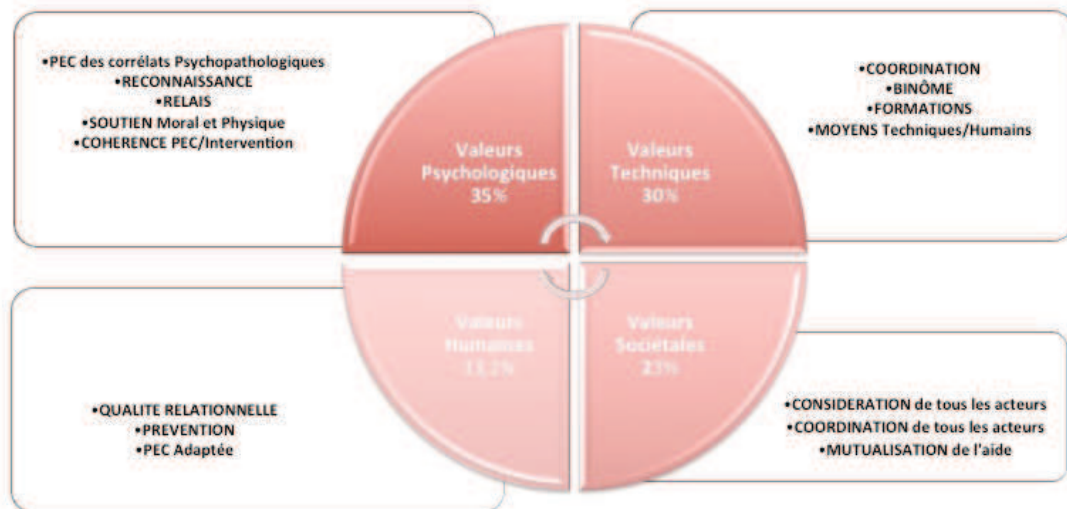 •PEC des corrélats Psychopathologiques
•RECONNAISSANCE
•RELAIS
•SOUTIEN Moral et Physique
•COHERENCE PEC/Intervention
Valeurs
Psychologiques
35%
Valeurs
Techniques
30%
•COORDINATION
•BINÔME
•FORMATIONS
•MOYENS Techniques/Humains
•QUALITE RELATIONNELLE
•PREVENTION
•PEC Adaptée
Valeurs
Humaines
Valeurs
Sociétales
23%
•CONSIDERATION de tous les acteurs
•COORDINATION de tous les acteurs
•MUTUALISATION de l'aide